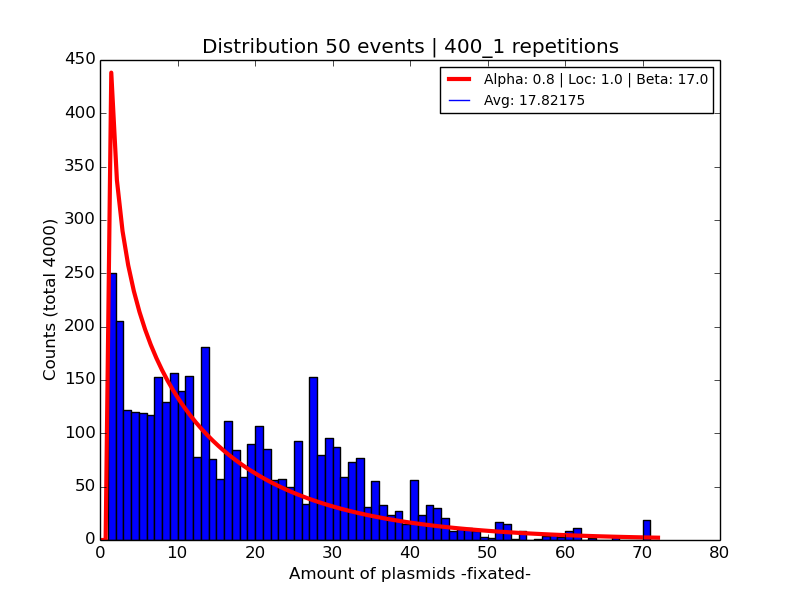 Distribution 50 events | 400_1 repetitions
450
400
350
300
250
200
150
100
50
0
Counts (total 4000)
Alpha: 0.8 | Loc: 1.0 | Beta: 17.0
Avg: 17.82175
0 10 20 30 40 50 60 70 80
Amount of plasmids -fixated-